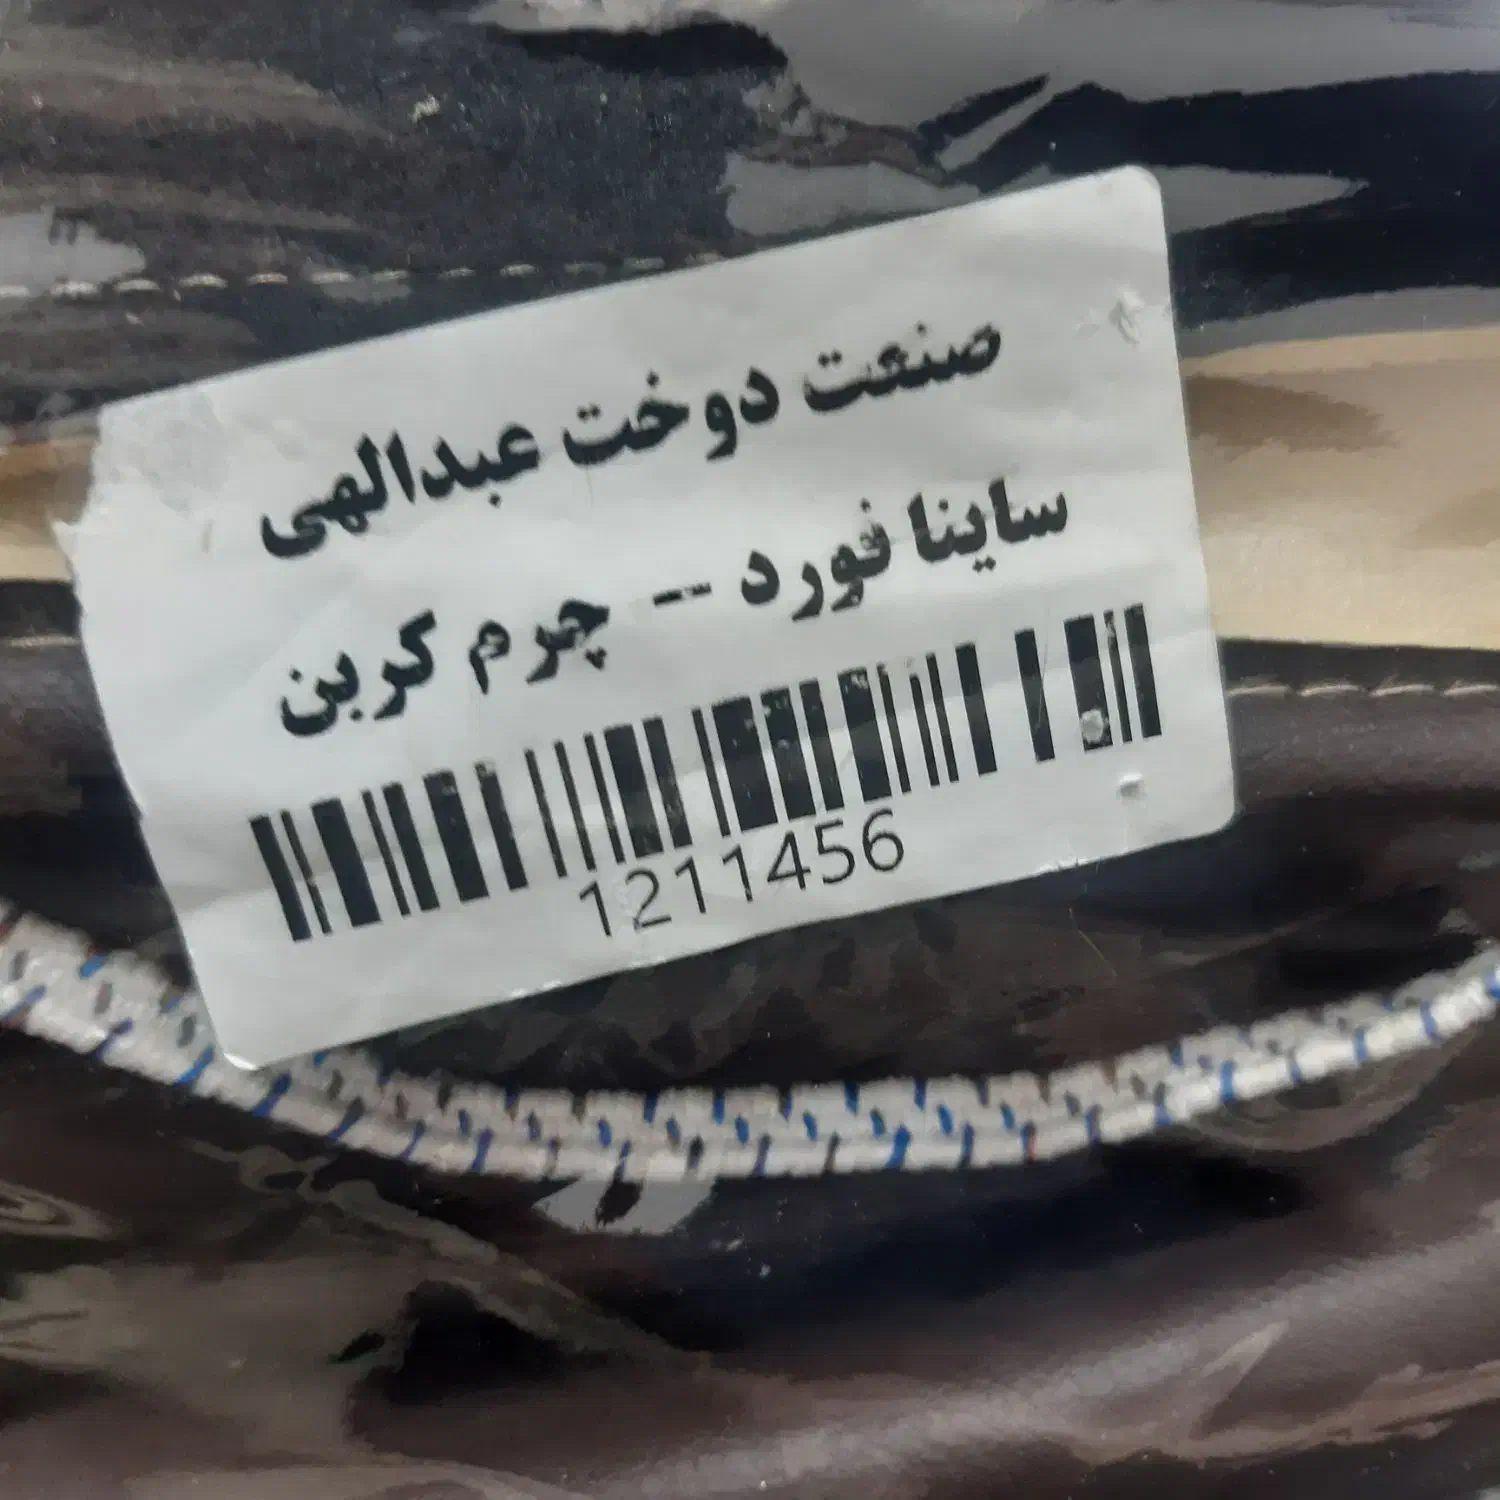 صنعت دوخت عبدالهی
ساینا فورد -- چرم کربن
1211456